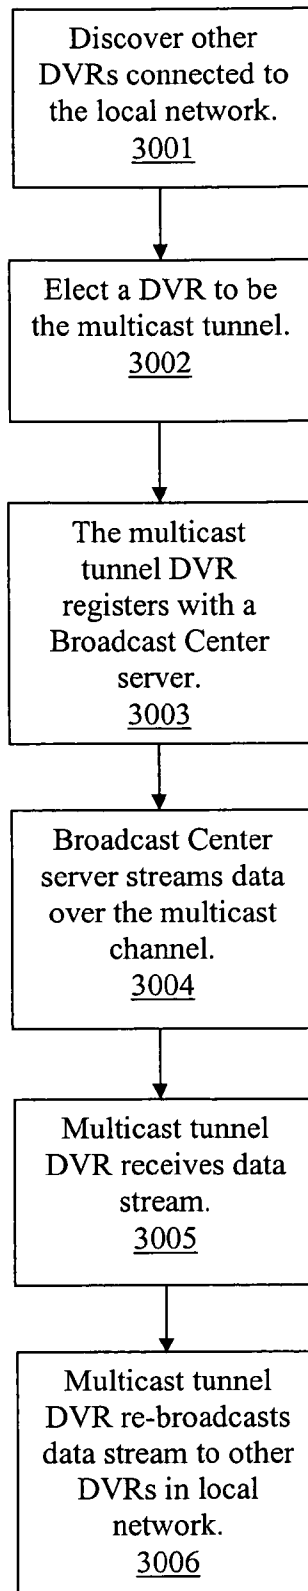 Discover other
DVRs connected to
the local network.
3001
Elect a DVR to be
the multicast tunnel.
3002
The multicast
tunnel DVR
registers with a
Broadcast Center
server.
3003
Broadcast Center
server streams data
over the multicast
channel.
3004
Multicast tunnel
DVR receives data
stream.
3005
Multicast tunnel
DVR re-broadcasts
data stream to other
DVRs in local
network.
3006